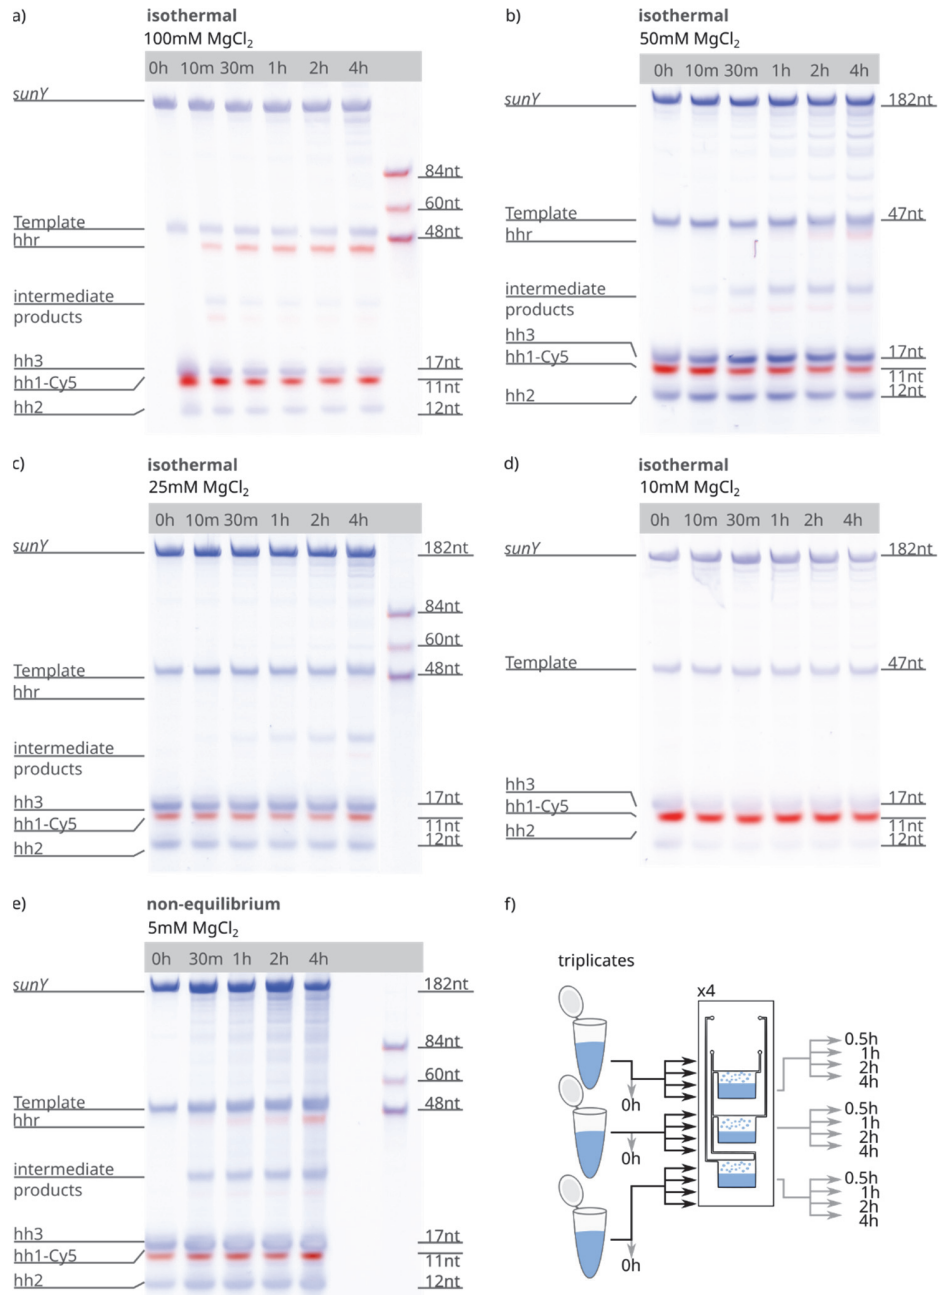 a)
isothermal
100mM MgCl2
0h 10m 30m 1h 2h 4h
sunY
84nt
60nt
Template
48nt
hhr
intermediate
products
hh3
17nt
hh1-Cy5
11nt
hh2
12nt
b)
isothermal
50mM MgCl2
0h 10m 30m 1h 2h 4h
sunY
182nt
Template
47nt
hhr
intermediate
products
hh3
17nt
hh1-Cy5
11nt
hh2
12nt
c)
isothermal
25mM MgCl2
0h 10m 30m 1h 2h 4h
sunY
182nt
84nt
60nt
Template
48nt
hhr
intermediate
products
hh3
17nt
hh1-Cy5
11nt
hh2
12nt
d)
isothermal
10mM MgCl2
0h 10m 30m 1h 2h 4h
sunY
182nt
Template
47nt
hh3
17nt
hh1-Cy5
11nt
hh2
12nt
e)
non-equilibrium
5mM MgCl2
0h 30m 1h 2h 4h
sunY
182nt
84nt
60nt
Template
48nt
hhr
intermediate
products
hh3
17nt
hh1-Cy5
11nt
hh2
12nt
f)
triplicates
x4
0h
0h
0h
0.5h
1h
2h
4h
0.5h
1h
2h
4h
0.5h
1h
2h
4h